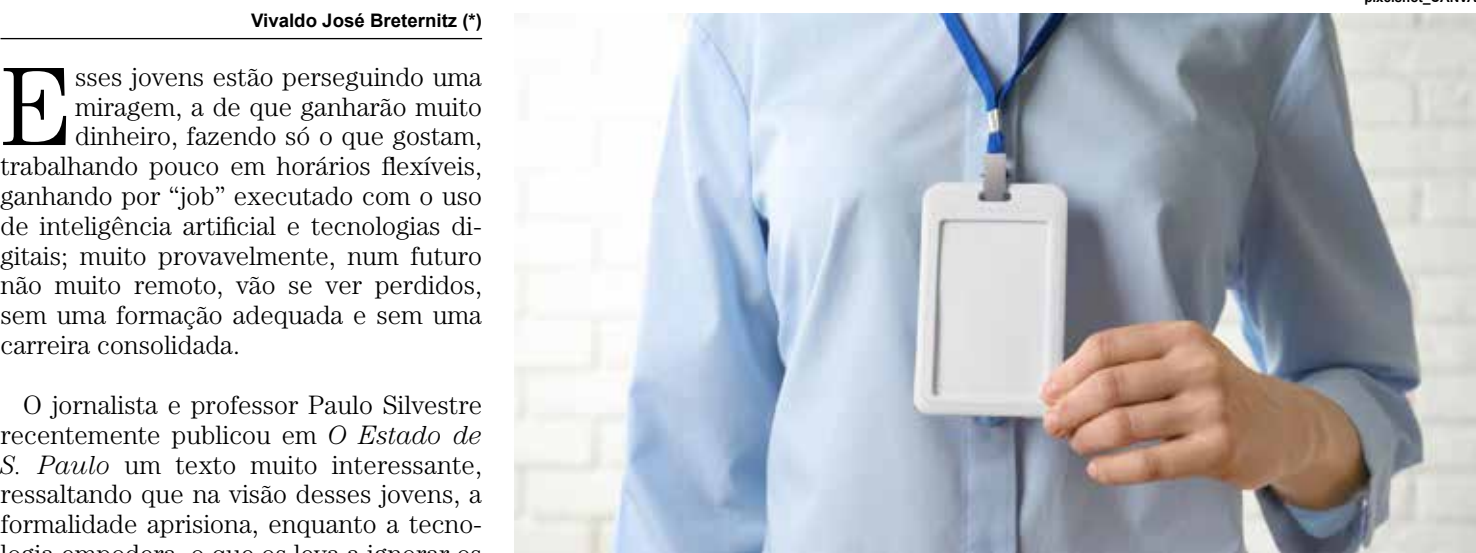 Vivaldo José Breternitz (*)
Esses jovens estão perseguindo uma
miragem, a de que ganharão muito
dinheiro, fazendo só o que gostam,
trabalhando pouco em horários flexíveis,
ganhando por “job” executado com o uso
de inteligência artificial e tecnologias di-
gitais; muito provavelmente, num futuro
não muito remoto, vão se ver perdidos,
sem uma formação adequada e sem uma
carreira consolidada.
O jornalista e professor Paulo Silvestre
recentemente publicou em O Estado de
S. Paulo um texto muito interessante,
ressaltando que na visão desses jovens, a
formalidade aprisiona, enquanto a tecno-